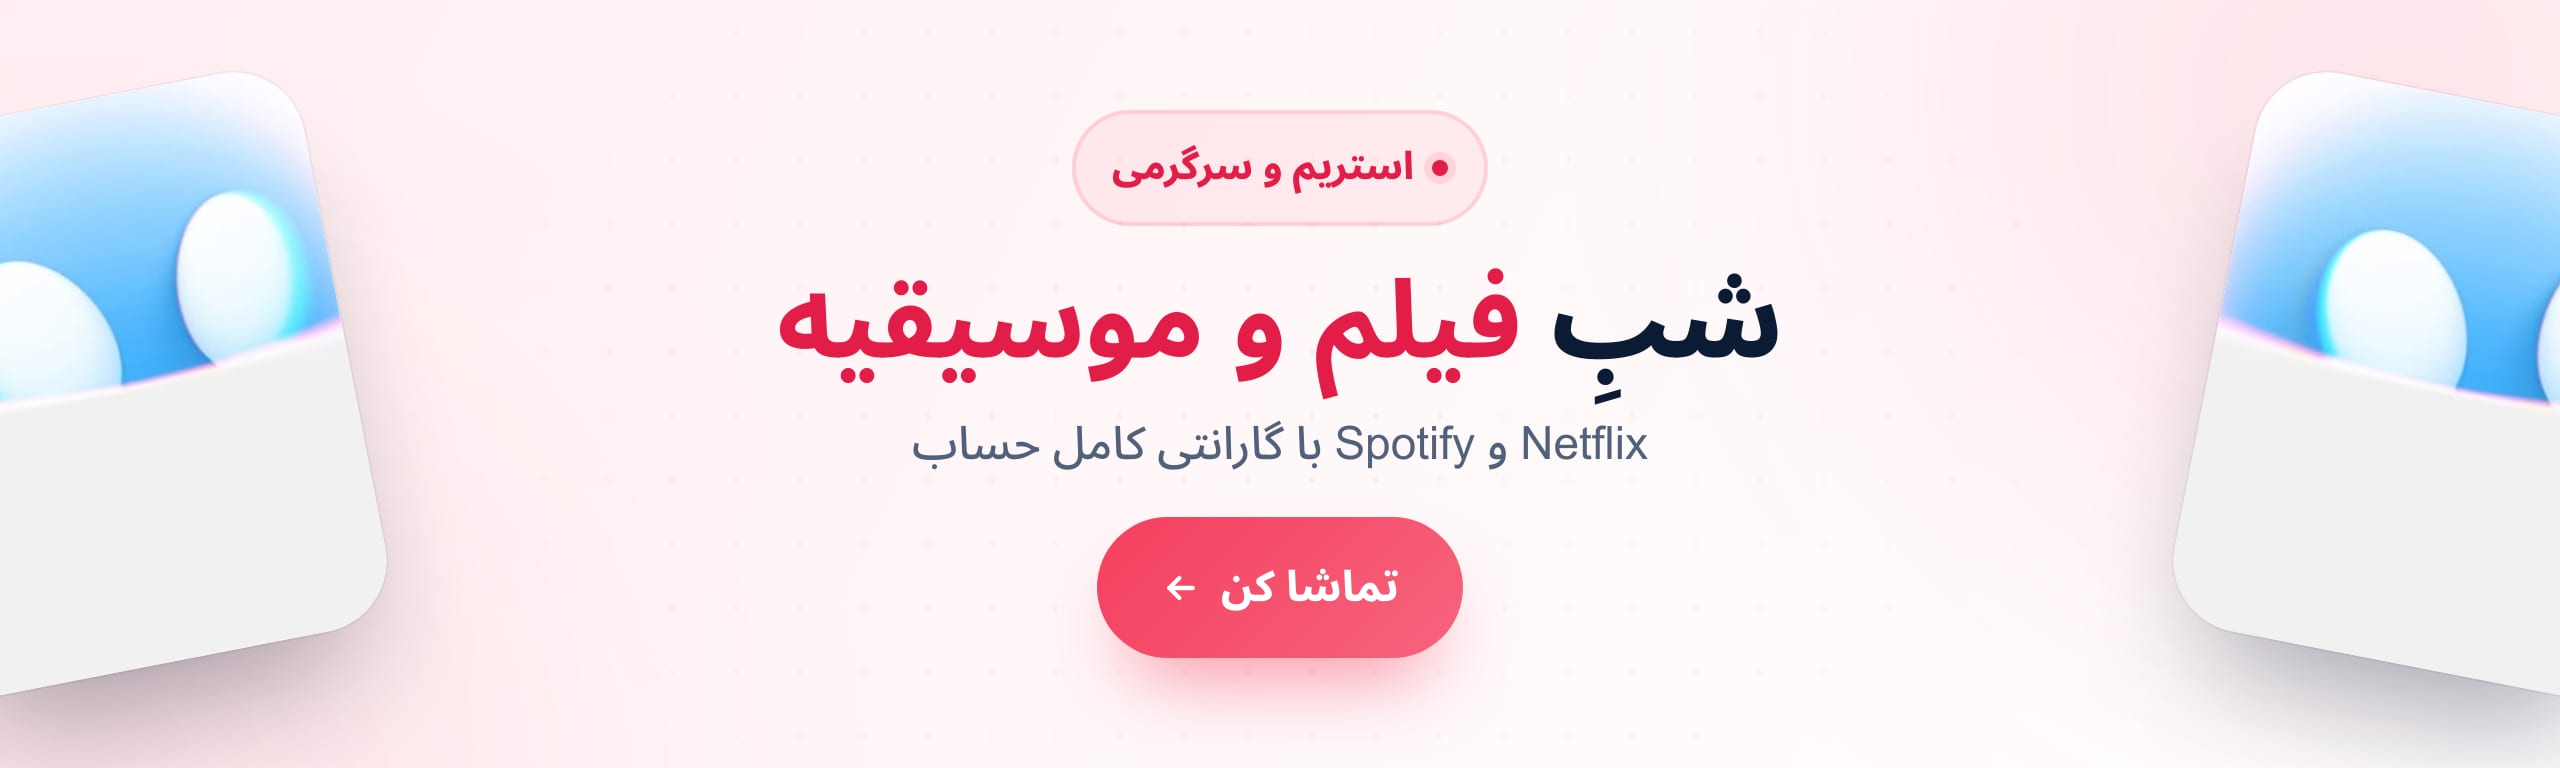 استریم و سرگرمی
شبِ فیلم و موسیقیه
Netflix و Spotify با گارانتی کامل حساب
تماشا کن ←